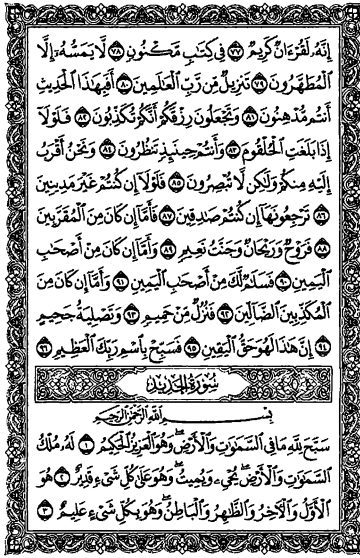 إِنَّهُۥ لَقُرْءَانٌ كَرِيمٌ ٧٧ فِى كِتَٰبٍ مَّكْنُونٍ ٧٨ لَّا يَمَسُّهُۥٓ إِلَّا
ٱلْمُطَهَّرُونَ ٧٩ تَنزِيلٌ مِّن رَّبِّ ٱلْعَٰلَمِينَ ٨٠ أَفَبِهَٰذَا ٱلْحَدِيثِ
أَنتُم مُّدْهِنُونَ ٨١ وَتَجْعَلُونَ رِزْقَكُمْ أَنَّكُمْ تُكَذِّبُونَ ٨٢ فَلَوْلَآ
إِذَا بَلَغَتِ ٱلْحُلْقُومَ ٨٣ وَأَنتُمْ حِينَئِذٍ تَنظُرُونَ ٨٤ وَنَحْنُ أَقْرَبُ
إِلَيْهِ مِنكُمْ وَلَٰكِن لَّا تُبْصِرُونَ ٨٥ فَلَوْلَآ إِن كُنتُمْ غَيْرَ مَدِينِينَ
٨٦ تَرْجِعُونَهَآ إِن كُنتُمْ صَٰدِقِينَ ٨٧ فَأَمَّآ إِن كَانَ مِنَ ٱلْمُقَرَّبِينَ
٨٨ فَرَوْحٌ وَرَيْحَانٌ وَجَنَّتُ نَعِيمٍ ٨٩ وَأَمَّآ إِن كَانَ مِنْ أَصْحَٰبِ
ٱلْيَمِينِ ٩٠ فَسَلَٰمٌ لَّكَ مِنْ أَصْحَٰبِ ٱلْيَمِينِ ٩١ وَأَمَّآ إِن كَانَ مِنَ
ٱلْمُكَذِّبِينَ ٱلضَّآلِّينَ ٩٢ فَنُزُلٌ مِّنْ حَمِيمٍ ٩٣ وَتَصْلِيَةُ جَحِيمٍ
٩٤ إِنَّ هَٰذَا لَهُوَ حَقُّ ٱلْيَقِينِ ٩٥ فَسَبِّحْ بِٱسْمِ رَبِّكَ ٱلْعَظِيمِ ٩٦
سُورَةُ الحَدِيدِ
بِسْمِ ٱللَّهِ ٱلرَّحْمَٰنِ ٱلرَّحِيمِ
سَبَّحَ لِلَّهِ مَا فِى ٱلسَّمَٰوَٰتِ وَٱلْأَرْضِ ۖ وَهُوَ ٱلْعَزِيزُ ٱلْحَكِيمُ ١ لَهُۥ مُلْكُ
ٱلسَّمَٰوَٰتِ وَٱلْأَرْضِ ۖ يُحْىِۦ وَيُمِيتُ ۖ وَهُوَ عَلَىٰ كُلِّ شَىْءٍ قَدِيرٌ ٢ هُوَ
ٱلْأَوَّلُ وَٱلْءَاخِرُ وَٱلظَّٰهِرُ وَٱلْبَاطِنُ ۖ وَهُوَ بِكُلِّ شَىْءٍ عَلِيمٌ ٣